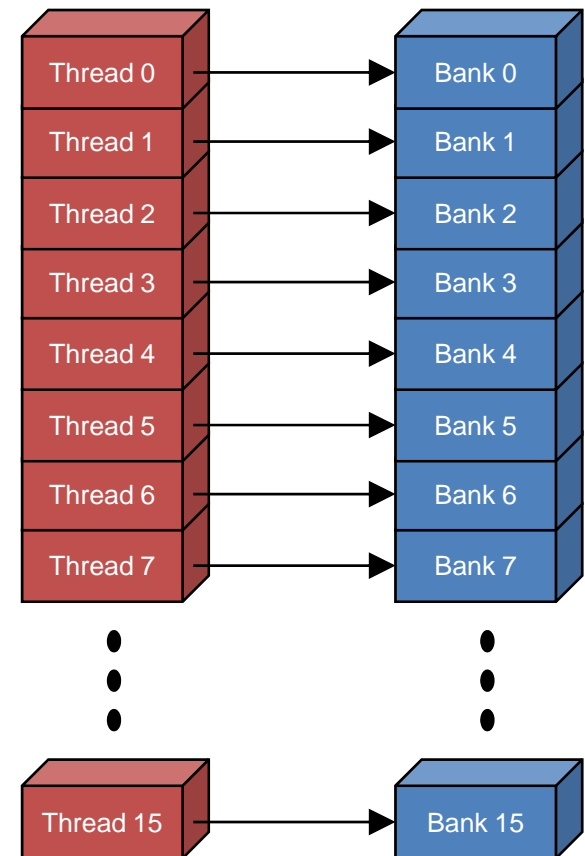 Thread 0 Bank 0
Thread 1 Bank 1
Thread 2 Bank 2
Thread 3 Bank 3
Thread 4 Bank 4
Thread 5 Bank 5
Thread 6 Bank 6
Thread 7 Bank 7
Thread 15 Bank 15